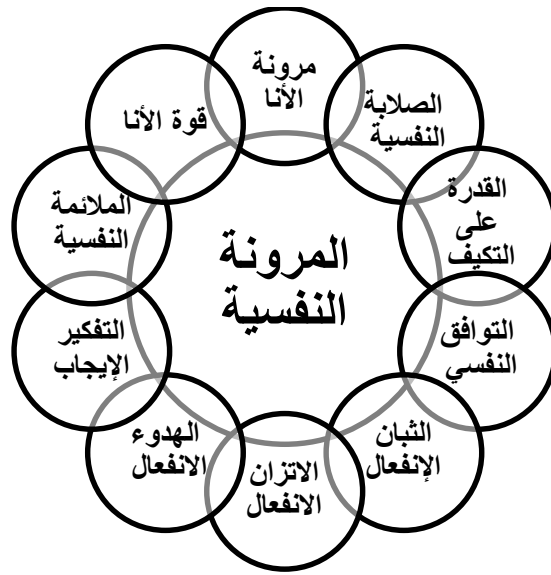 مرونة
الأنا
الصلابة
النفسية
القدرة
على
التكيف
التوافق
النفسي
الثبان
الإنفعال
الاتزان
الانفعال
الهدوء
الانفعال
التفكير
الإيجاب
الملائمة
النفسية
قوة الأنا
المرونة
النفسية